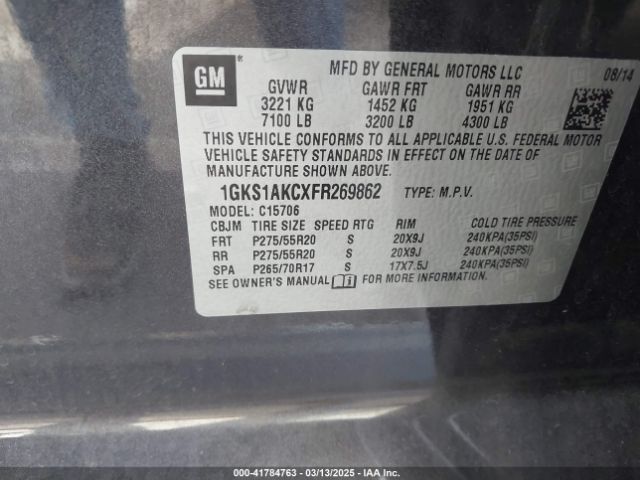 GM®
MFD BY GENERAL MOTORS LLC 08/14
GVWR GAWR FRT GAWR RR
3221 KG 1452 KG 1951 KG
7100 LB 3200 LB 4300 LB
THIS VEHICLE CONFORMS TO ALL APPLICABLE U.S. FEDERAL MOTOR
VEHICLE SAFETY STANDARDS IN EFFECT ON THE DATE OF
MANUFACTURE SHOWN ABOVE.
1GKS1AKCXFR269862 TYPE: M.P.V.
MODEL: C15706
CBJM TIRE SIZE SPEED RTG RIM COLD TIRE PRESSURE
FRT P275/55R20 S 20X9J 240KPA(35PSI)
RR P275/55R20 S 20X9J 240KPA(35PSI)
SPA P265/70R17 S 17X7.5J 240KPA(35PSI)
SEE OWNER'S MANUAL FOR MORE INFORMATION.
000-41784763 — 03/13/2025 — IAA Inc.